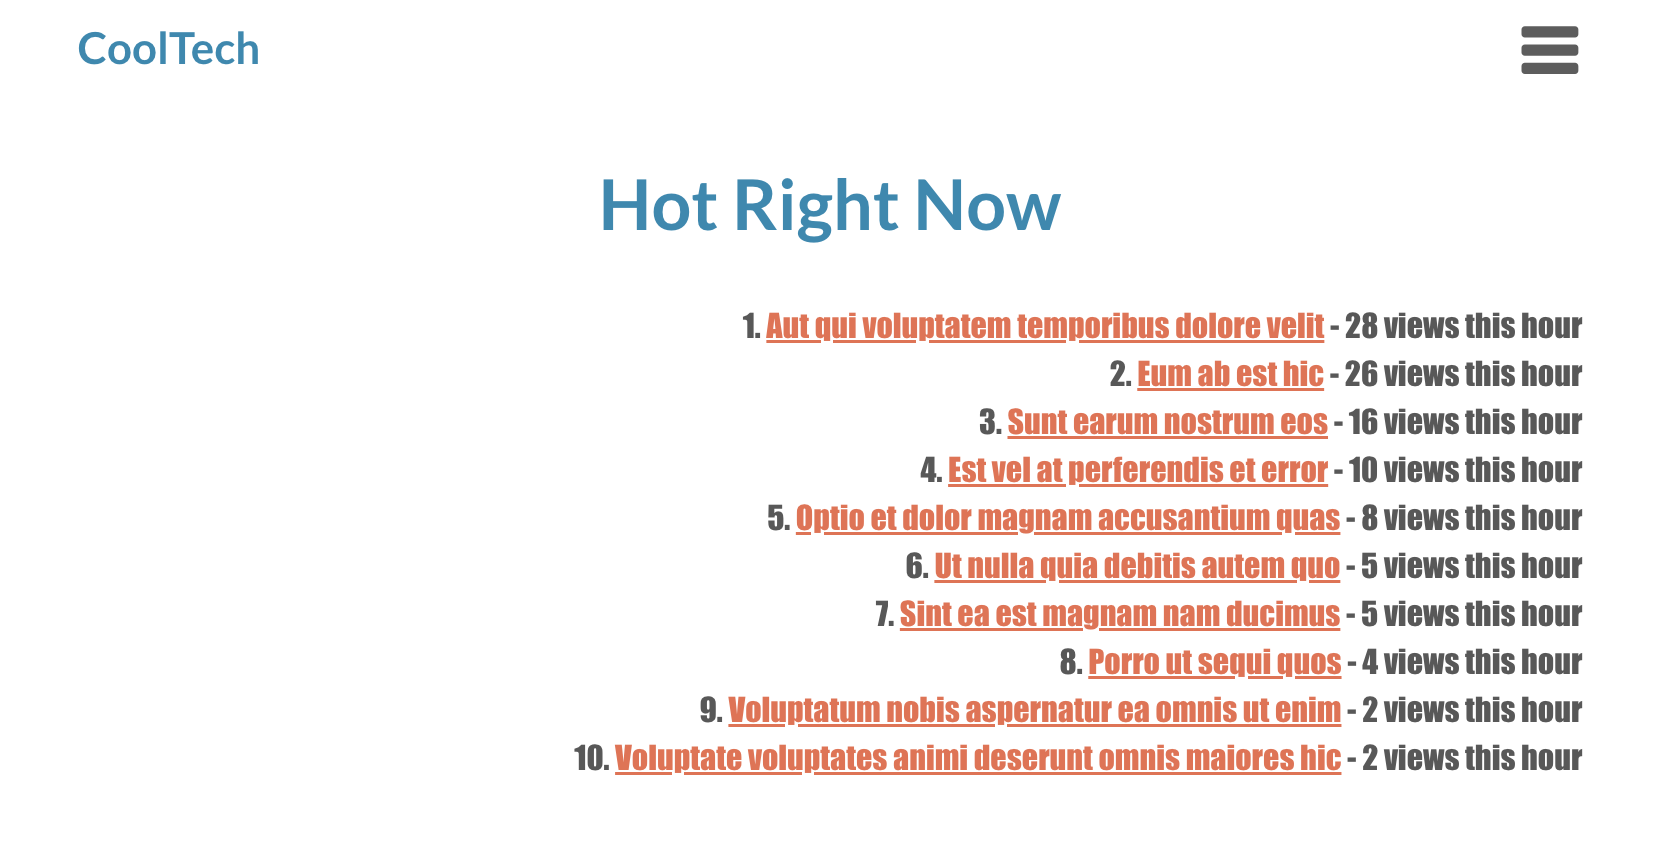 CoolTech
Hot Right Now
1. Aut qui voluptatem temporibus dolore velit - 28 views this hour
2. Eum ab est hic - 26 views this hour
3. Sunt earum nostrum eos - 16 views this hour
4. Est vel at perferendis et error - 10 views this hour
5. Optio et dolor magnam accusantium quas - 8 views this hour
6. Ut nulla quia debitis autem quo - 5 views this hour
7. Sint ea est magnam nam ducimus - 5 views this hour
8. Porro ut sequi quos - 4 views this hour
9. Voluptatum nobis aspernatur ea omnis ut enim - 2 views this hour
10. Voluptate voluptates animi deserunt omnis maiores hic - 2 views this hour